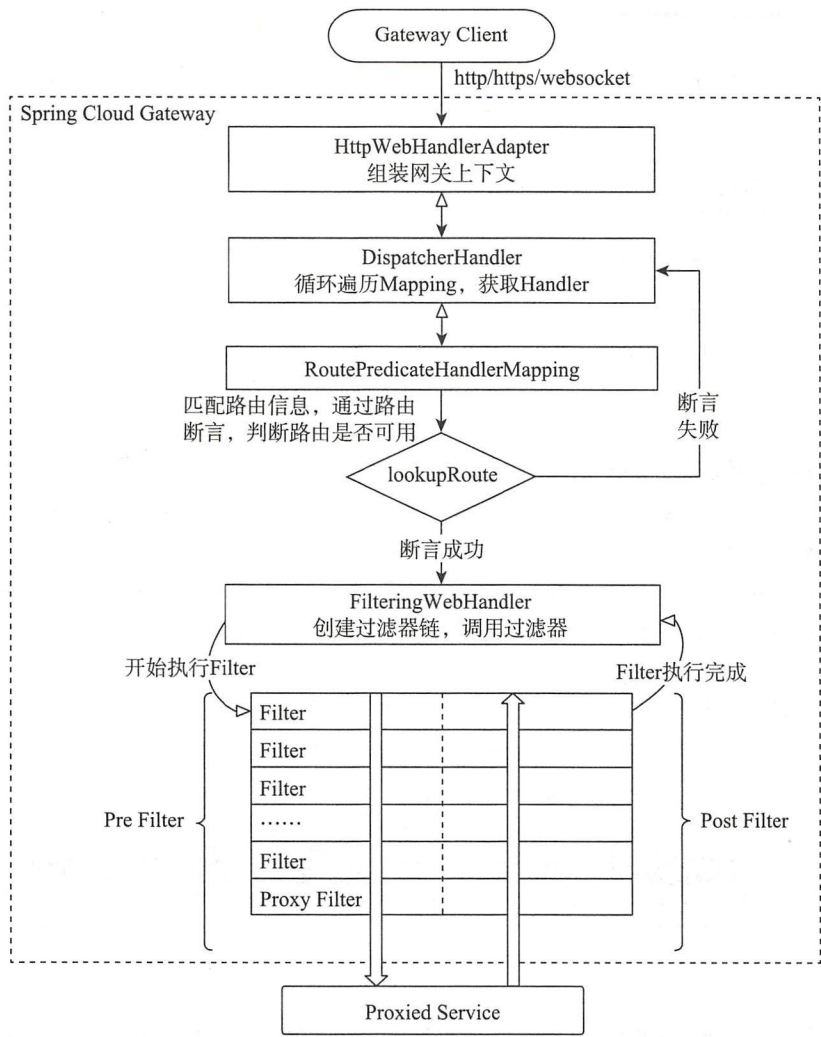 Gateway Client
http/https/websocket
Spring Cloud Gateway
HttpWebHandlerAdapter
组装网关上下文
DispatcherHandler
循环遍历Mapping，获取Handler
RoutePredicateHandlerMapping
匹配路由信息，通过路由
断言，判断路由是否可用
断言
失败
lookupRoute
断言成功
FilteringWebHandler
创建过滤器链，调用过滤器
开始执行Filter
Filter执行完成
Filter
Filter
Filter
……
Filter
Proxy Filter
Pre Filter
Post Filter
Proxied Service